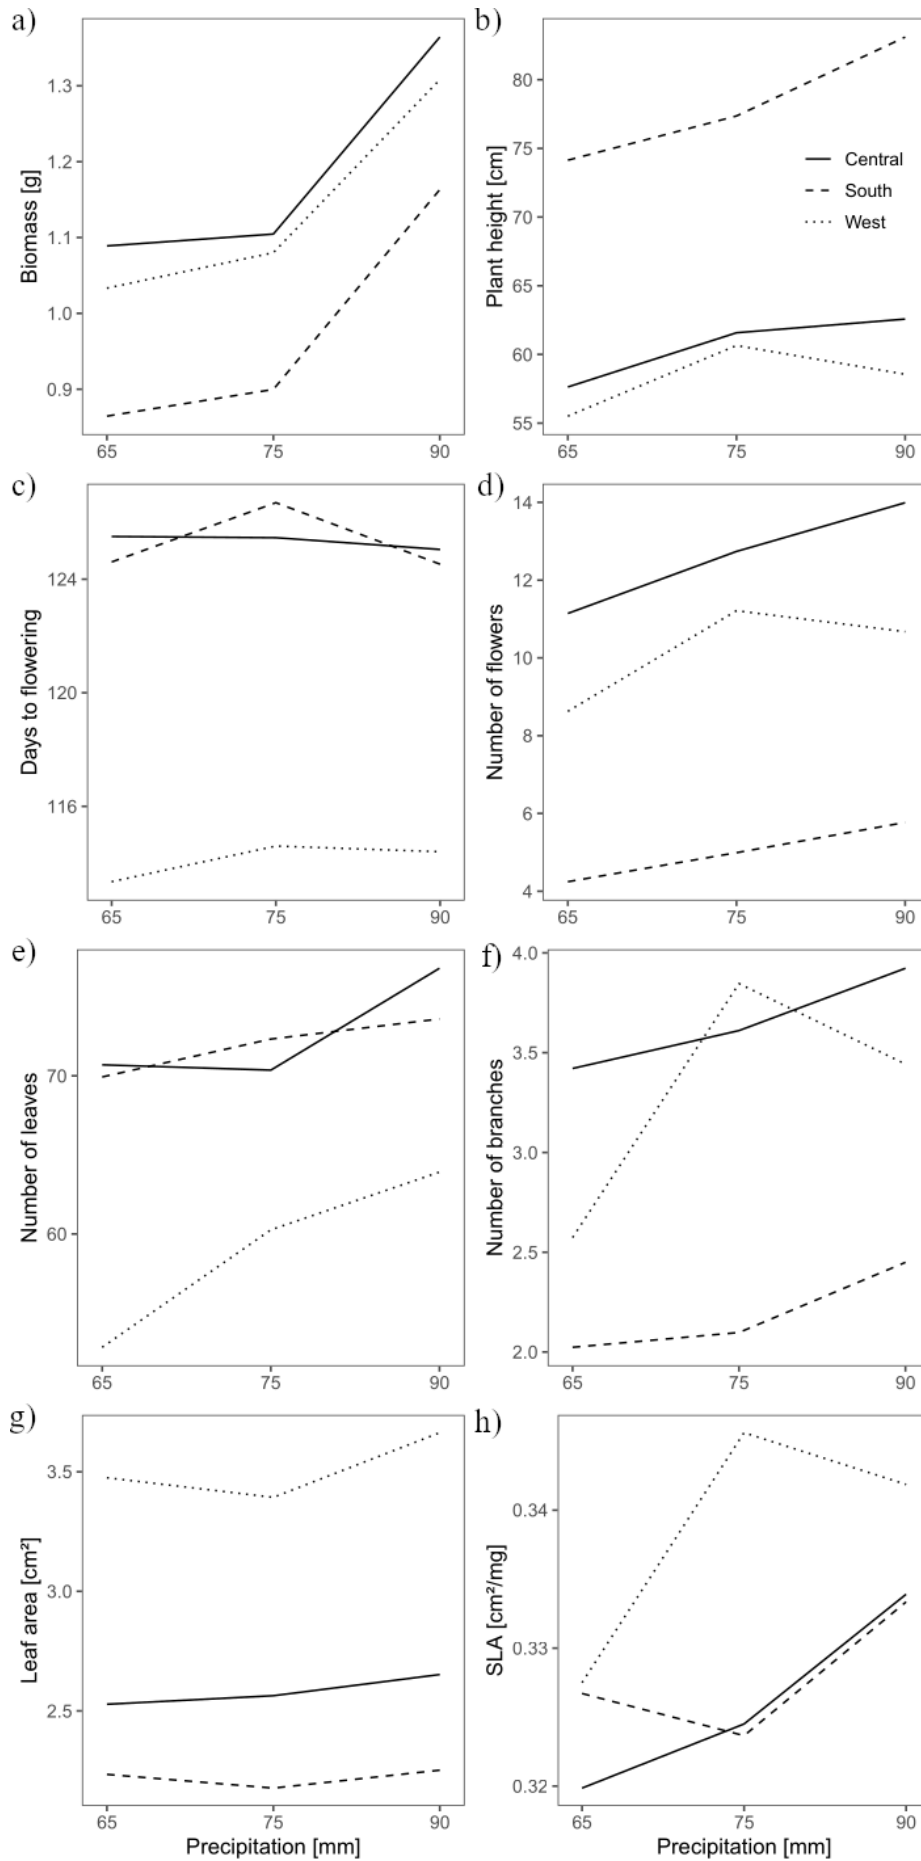 a)
Biomass [g]
1.3
1.2
1.1
1.0
0.9
65 75 90
b)
Plant height [cm]
80
75
70
65
60
55
Central
South
West
65 75 90
c)
Days to flowering
124
120
116
65 75 90
d)
Number of flowers
14
12
10
8
6
4
65 75 90
e)
Number of leaves
70
60
65 75 90
f)
Number of branches
4.0
3.5
3.0
2.5
2.0
65 75 90
g)
Leaf area [cm²]
3.5
3.0
2.5
65 75 90
Precipitation [mm]
h)
SLA [cm²/mg]
0.34
0.33
0.32
65 75 90
Precipitation [mm]